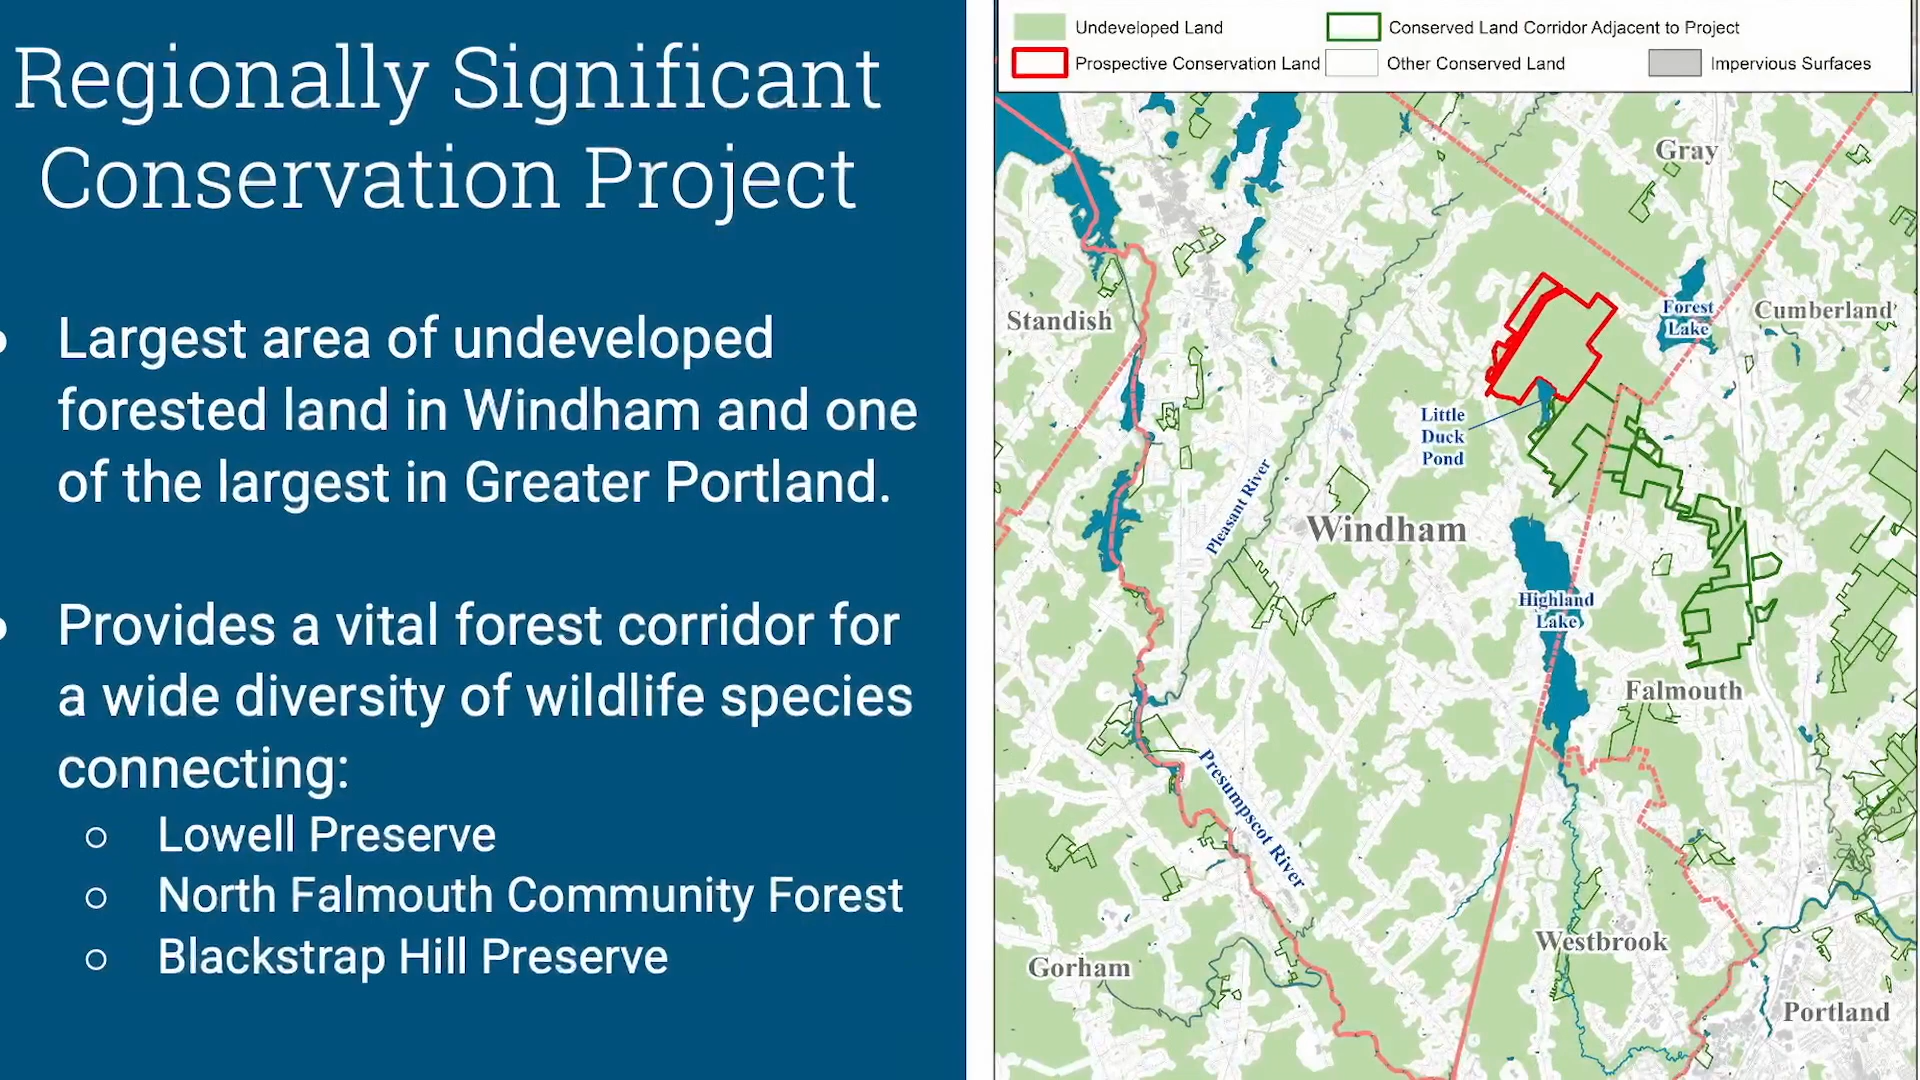 Regionally Significant
Conservation Project
Largest area of undeveloped
forested land in Windham and one
of the largest in Greater Portland.
Provides a vital forest corridor for
a wide diversity of wildlife species
connecting:
Lowell Preserve
North Falmouth Community Forest
Blackstrap Hill Preserve
Undeveloped Land
Conserved Land Corridor Adjacent to Project
Prospective Conservation Land
Other Conserved Land
Impervious Surfaces
Gray
Standish
Forest
Lake
Cumberland
Little
Duck
Pond
Pleasant River
Windham
Highland
Lake
Falmouth
Presumpscot River
Westbrook
Gorham
Portland